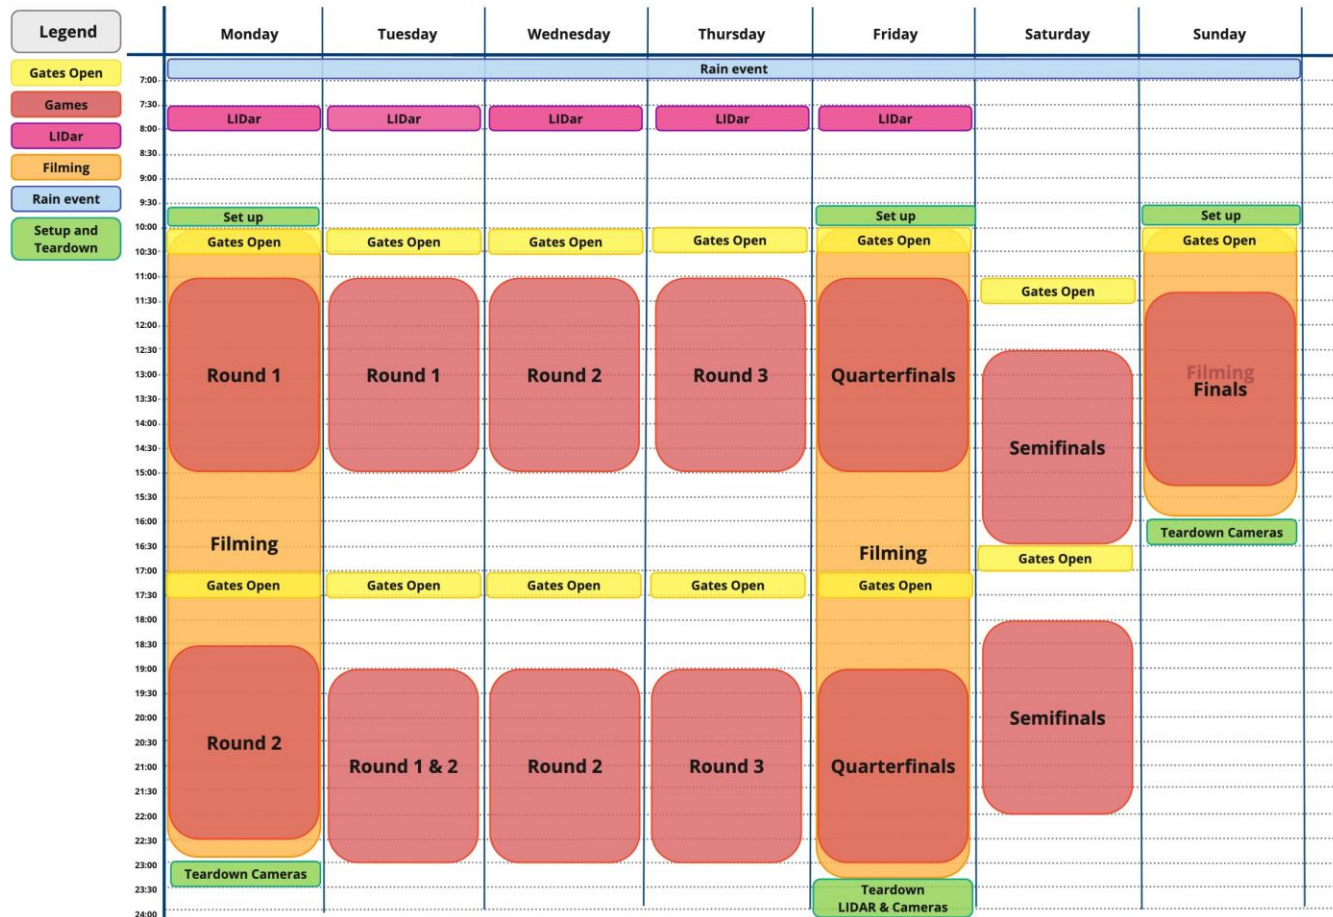 Legend
Gates Open
Games
LIDar
Filming
Rain event
Setup and
Teardown
Monday Tuesday Wednesday Thursday Friday Saturday Sunday
Rain event
7:00
7:30
LIDar LIDar LIDar LIDar LIDar
8:00
8:30
9:00
9:30
Set up Set up Set up
10:00
Gates Open Gates Open Gates Open Gates Open Gates Open Gates Open
10:30
11:00
Gates Open
11:30
12:00
12:30
13:00
Round 1 Round 1 Round 2 Round 3 Quarterfinals Filming
Finals
13:30
14:00
14:30
Semifinals
15:00
15:30
16:00
Teardown Cameras
16:30
Filming Filming Gates Open
17:00
Gates Open Gates Open Gates Open Gates Open Gates Open
17:30
18:00
18:30
19:00
19:30
20:00
Semifinals
20:30
Round 2
21:00
Round 1 & 2 Round 2 Round 3 Quarterfinals
21:30
22:00
22:30
23:00
Teardown Cameras
23:30
Teardown
LIDAR & Cameras
24:00